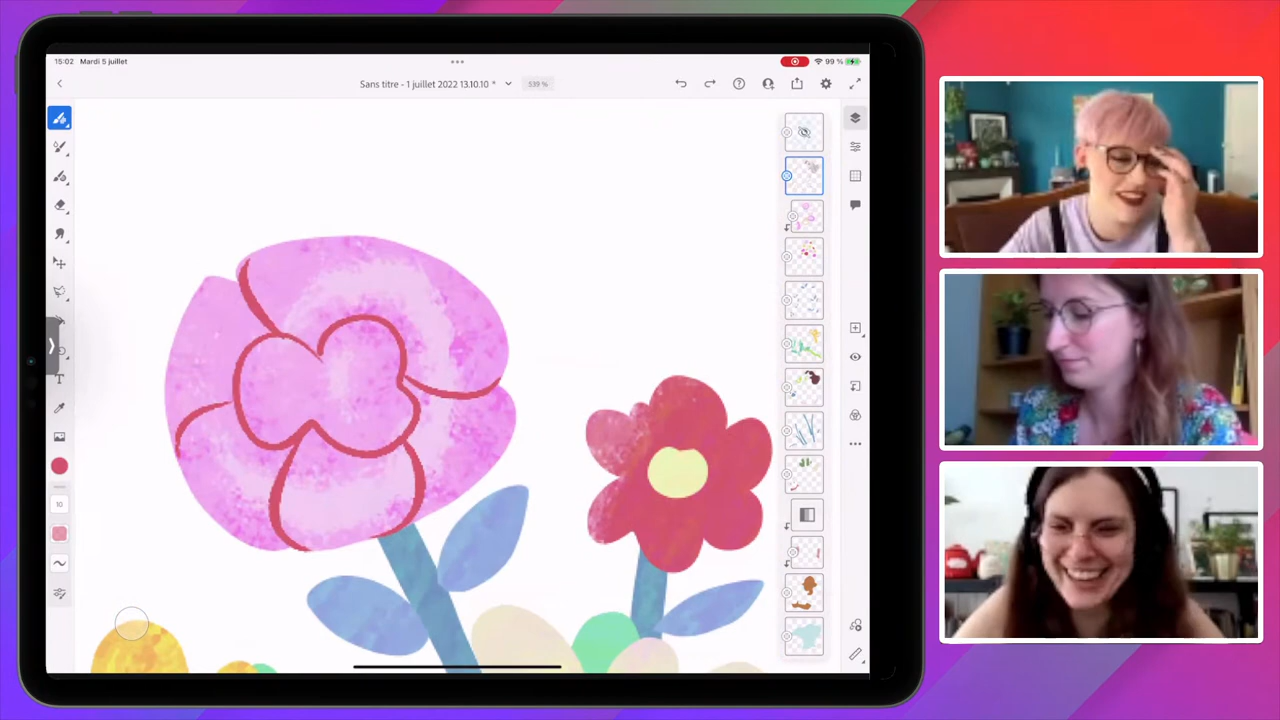 15:02 Mardi 5 juillet
99 %
Sans titre - 1 juillet 2022 13.10.10 *
539 %
T
10